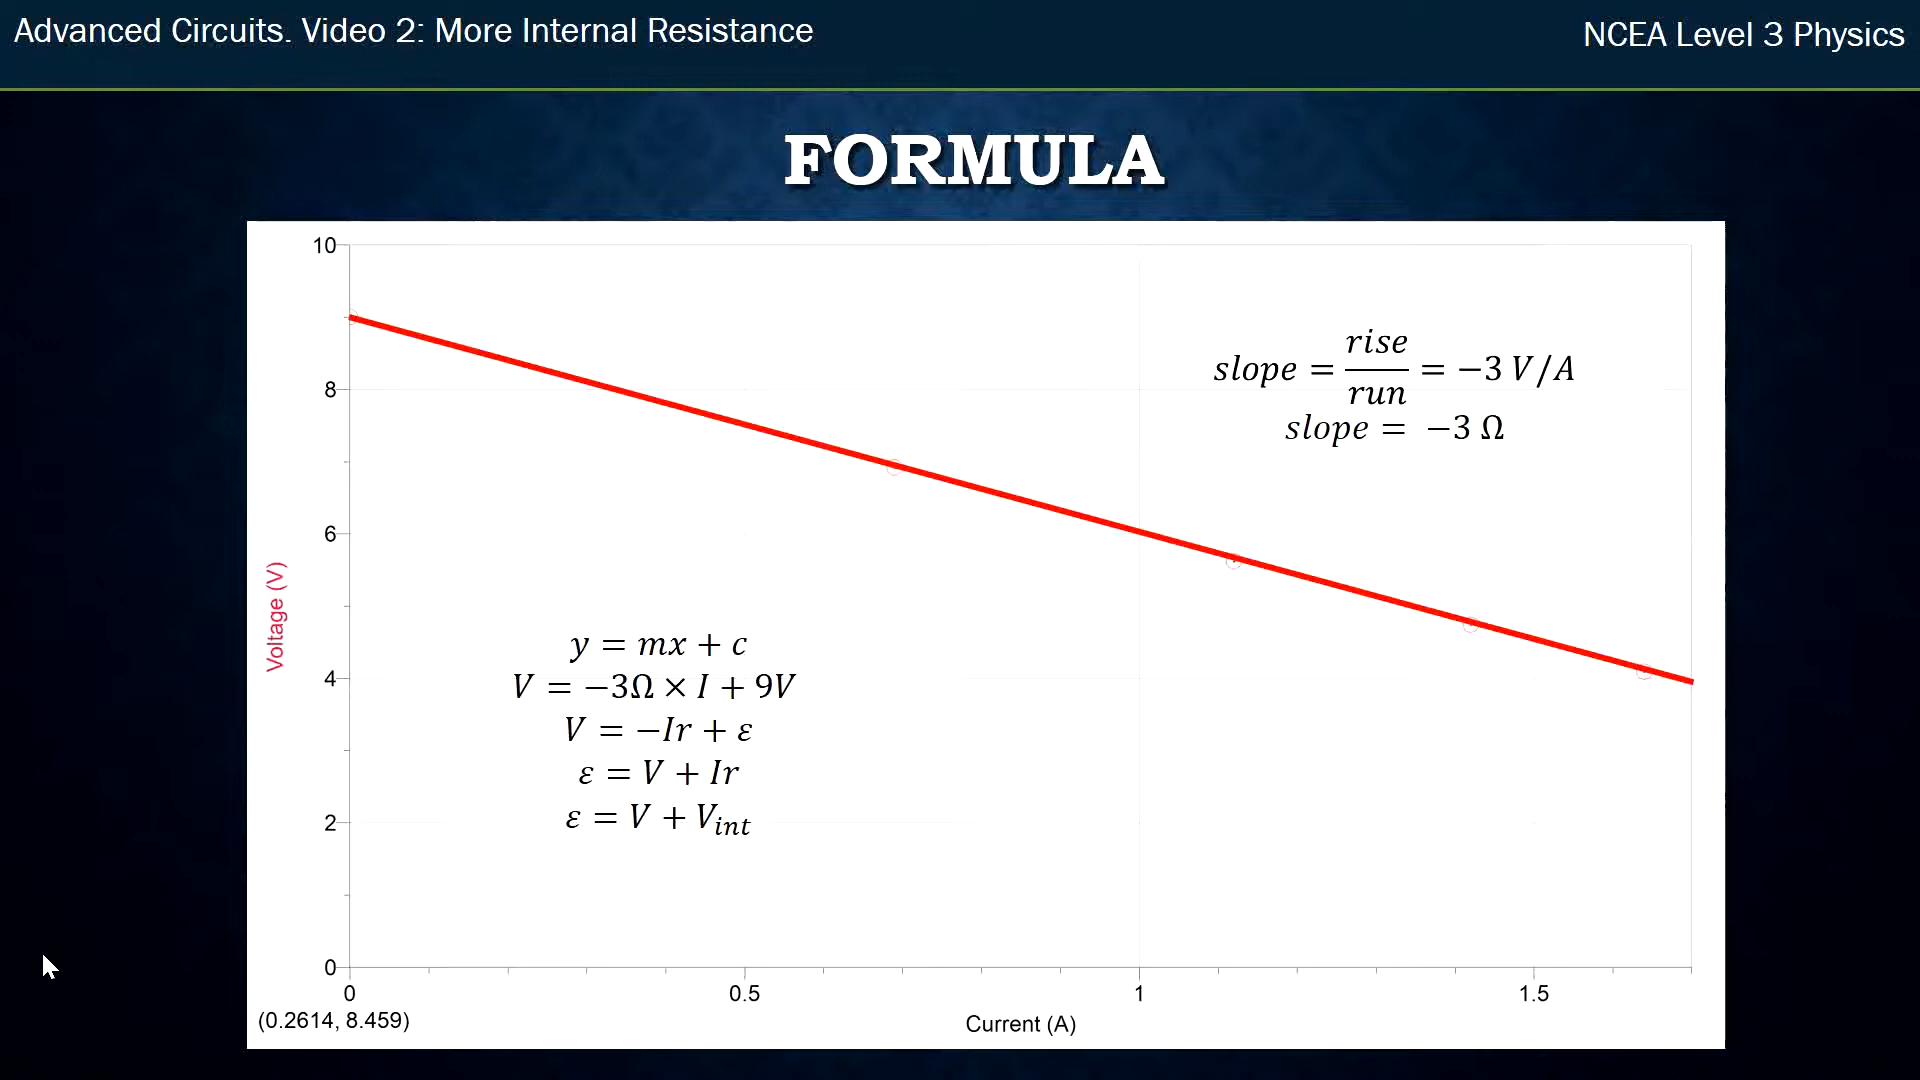 Advanced Circuits. Video 2: More Internal Resistance
NCEA Level 3 Physics
FORMULA
10
8
6
4
2
0
Voltage (V)
slope = rise/run = −3 V/A
slope = −3 Ω
y = mx + c
V = −3Ω × I + 9V
V = −Ir + ε
ε = V + Ir
ε = V + V_int
0 0.5 1 1.5
(0.2614, 8.459)
Current (A)